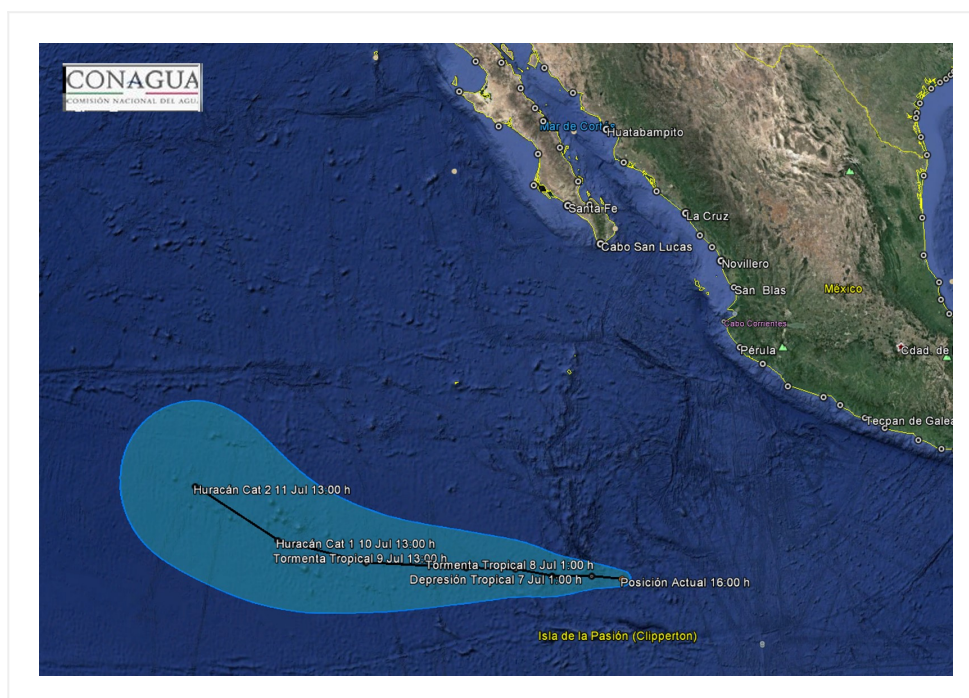 CONAGUA
COMISIÓN NACIONAL DEL AGUA
Mar de Cortés
Huatabampito
Santa Fe
La Cruz
Cabo San Lucas
Novillero
México
San Blas
Cabo Corrientes
Pérula
Cdad. de
Tecpan de Galea
Huracán Cat 2 11 Jul 13:00 h
Huracán Cat 1 10 Jul 13:00 h
Tormenta Tropical 9 Jul 13:00 h
Tormenta Tropical 8 Jul 1:00 h
Depresión Tropical 7 Jul 1:00 h
Posición Actual 16:00 h
Isla de la Pasión (Clipperton)